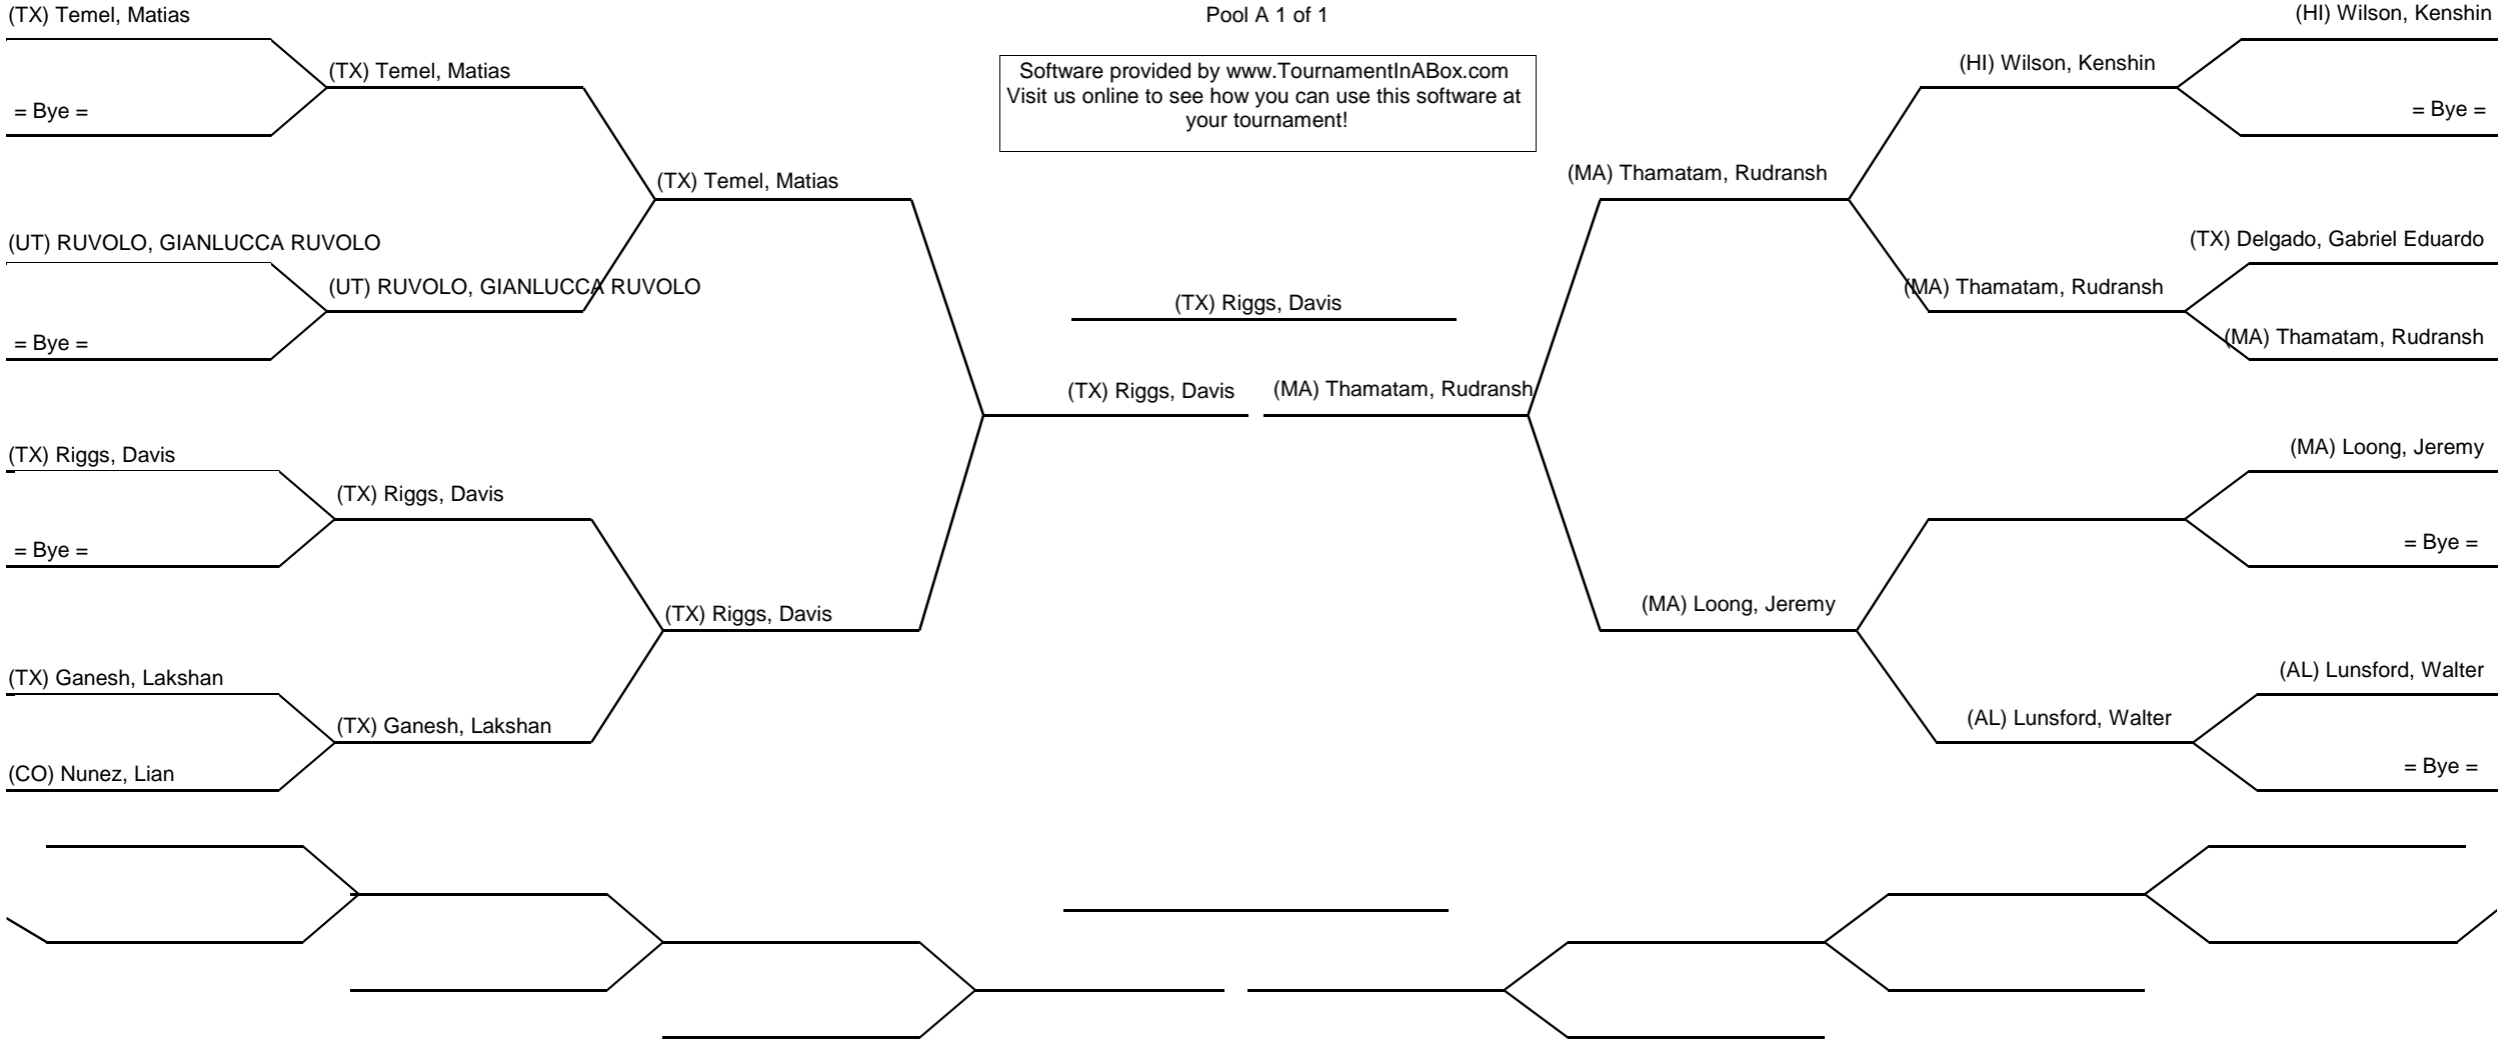 (TX) Temel, Matias
Pool A 1 of 1
(HI) Wilson, Kenshin
Software provided by www.TournamentInABox.com
Visit us online to see how you can use this software at
your tournament!
(TX) Temel, Matias
(HI) Wilson, Kenshin
= Bye =
= Bye =
(TX) Temel, Matias
(MA) Thamatam, Rudransh
(UT) RUVOLO, GIANLUCCA RUVOLO
(TX) Delgado, Gabriel Eduardo
(UT) RUVOLO, GIANLUCCA RUVOLO
(MA) Thamatam, Rudransh
(TX) Riggs, Davis
= Bye =
(MA) Thamatam, Rudransh
(TX) Riggs, Davis
(MA) Thamatam, Rudransh
(TX) Riggs, Davis
(MA) Loong, Jeremy
(TX) Riggs, Davis
= Bye =
= Bye =
(TX) Riggs, Davis
(MA) Loong, Jeremy
(TX) Ganesh, Lakshan
(AL) Lunsford, Walter
(TX) Ganesh, Lakshan
(AL) Lunsford, Walter
(CO) Nunez, Lian
= Bye =